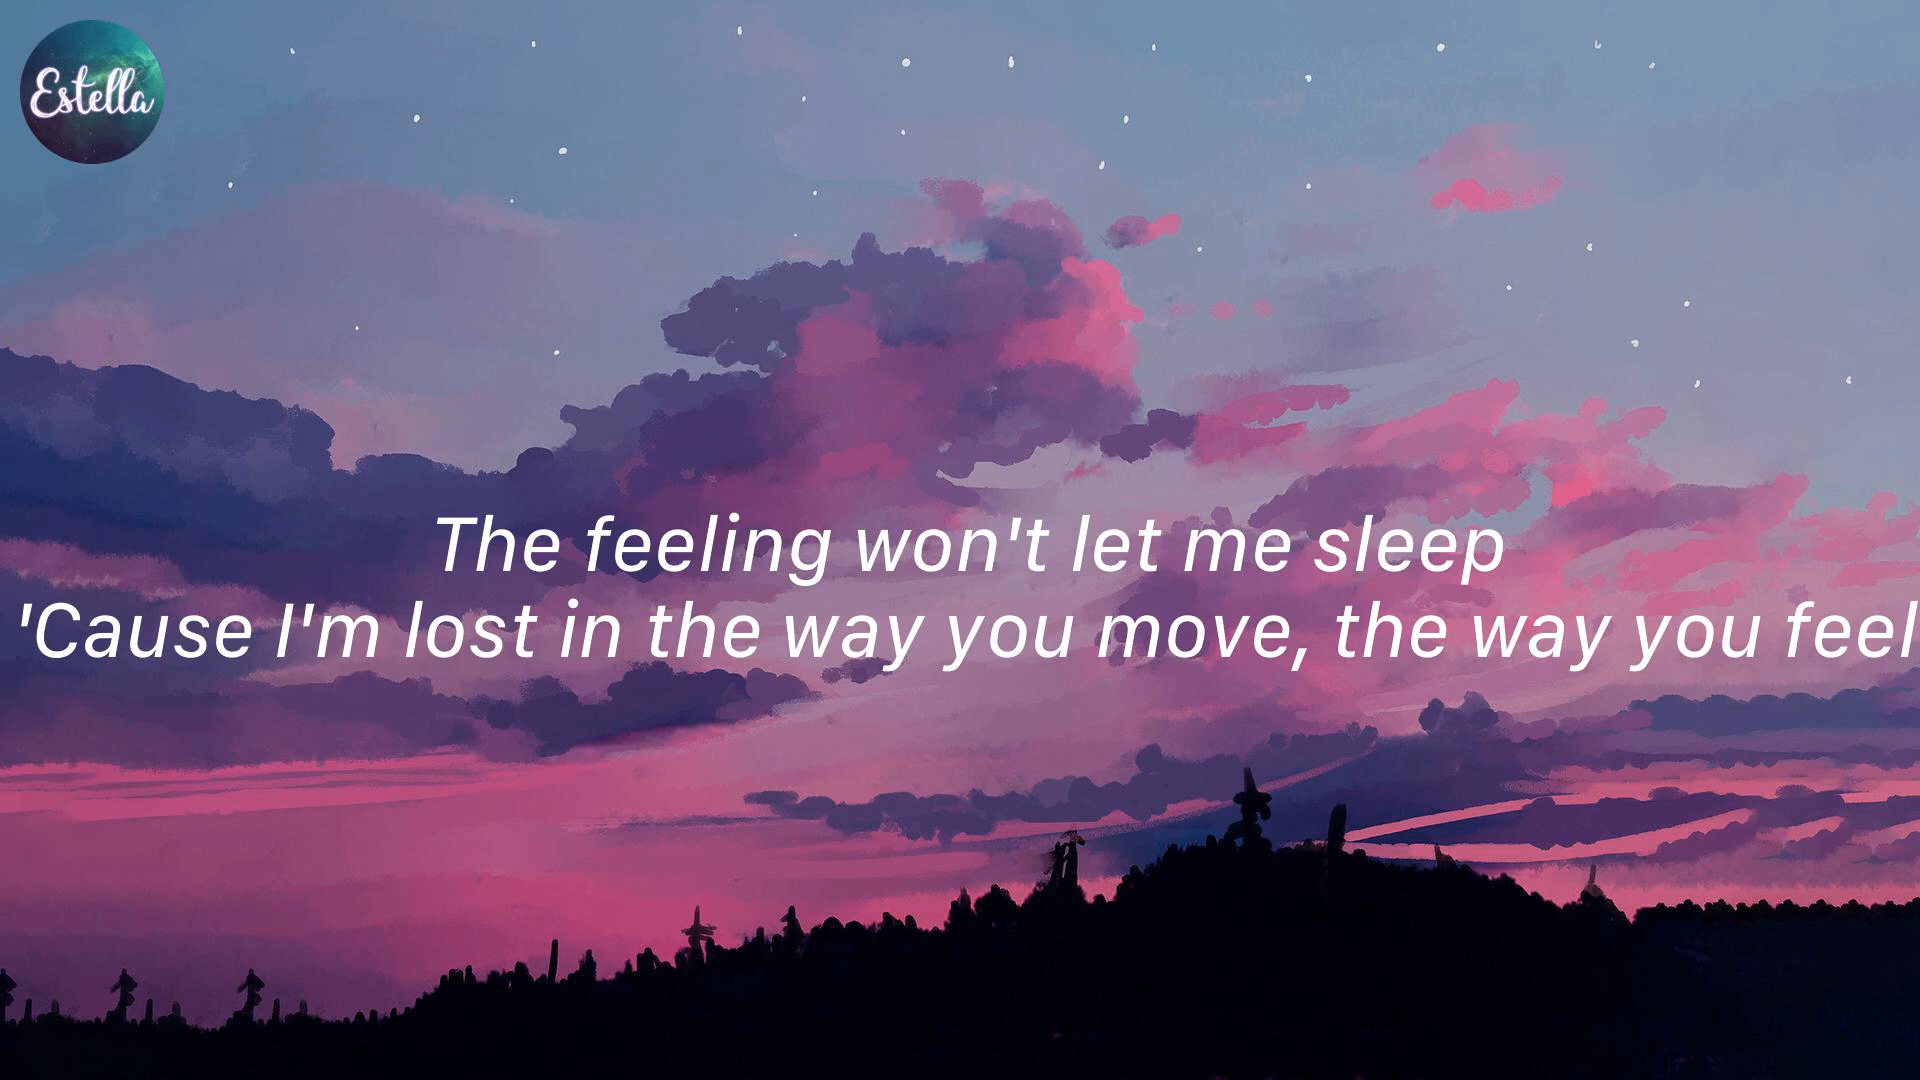 Estella
The feeling won't let me sleep
'Cause I'm lost in the way you move, the way you feel